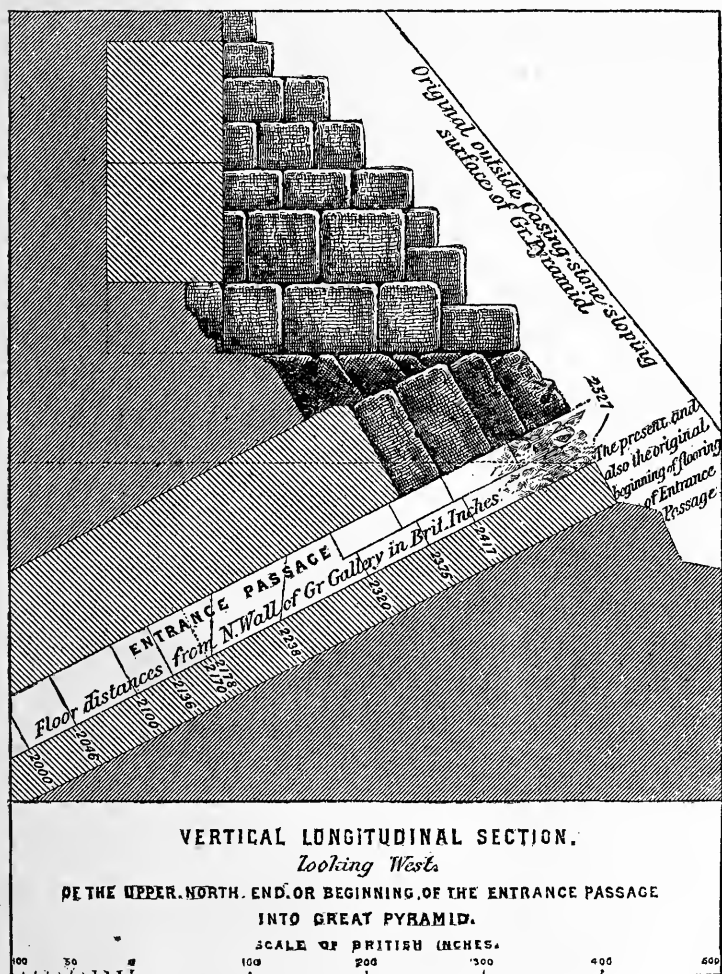 Original outside Casing-stone, sloping
surface of Gr. Pyramid.
2527
The present and
also the original
beginning of flooring
of Entrance
Passage
ENTRANCE PASSAGE
Floor distances from N. Wall of Gr Gallery in Brit. Inches
2000
2046
2100
2136
2170
2178
2238
2320
2375
2417
VERTICAL LONGITUDINAL SECTION.
Looking West.
OF THE UPPER. NORTH. END. OR BEGINNING, OF THE ENTRANCE PASSAGE
INTO GREAT PYRAMID.
SCALE OF BRITISH INCHES.
100 50 0 100 200 300 400 500